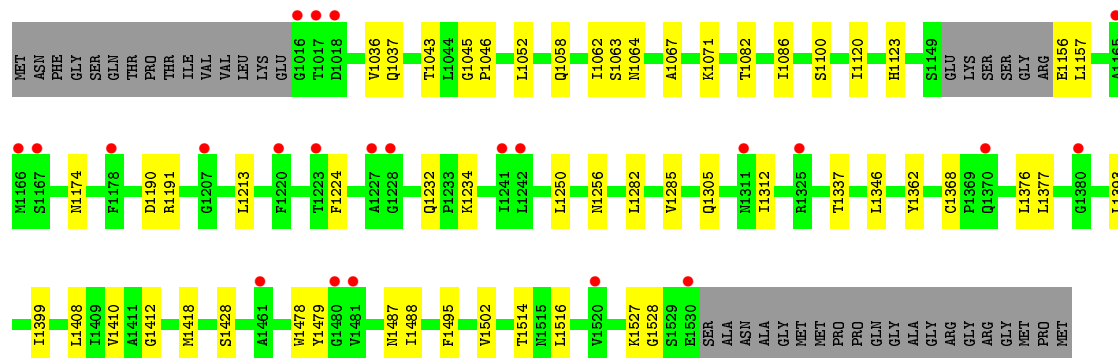 MET ASN PHE GLY SER GLN THR PRO THR ILE VAL VAL LEU LYS GLU G1016 T1017 D1018 V1036 Q1037 T1043 L1044 G1045 P1046 L1052 Q1058 I1062 S1063 N1064 A1067 K1071 T1082 I1086 S1100 I1120 H1123 S1149 GLU LYS SER SER GLY ARG E1156 L1157 A1165
M1166 S1167 N1174 F1178 D1190 R1191 G1207 L1213 F1220 T1223 F1224 A1227 G1228 Q1232 P1233 K1234 I1241 L1242 L1250 N1256 L1282 V1285 Q1305 N1311 I1312 R1325 T1337 L1346 Y1362 C1368 P1369 Q1370 L1376 L1377 G1380 L1393
I1399 L1408 I1409 V1410 A1411 G1412 M1418 S1428 A1461 W1478 Y1479 G1480 V1481 N1487 I1488 F1495 V1502 T1514 N1515 L1516 V1520 K1527 G1528 S1529 E1530 SER ALA ASN ALA GLY MET MET PRO PRO GLN GLY ALA GLY ARG GLY ARG GLY MET PRO MET